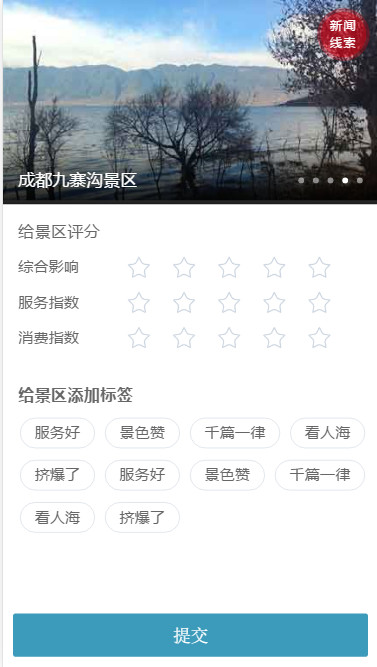 新闻
线索
成都九寨沟景区
给景区评分
综合影响
服务指数
消费指数
给景区添加标签
服务好 景色赞 千篇一律 看人海
挤爆了 服务好 景色赞 千篇一律
看人海 挤爆了
提交